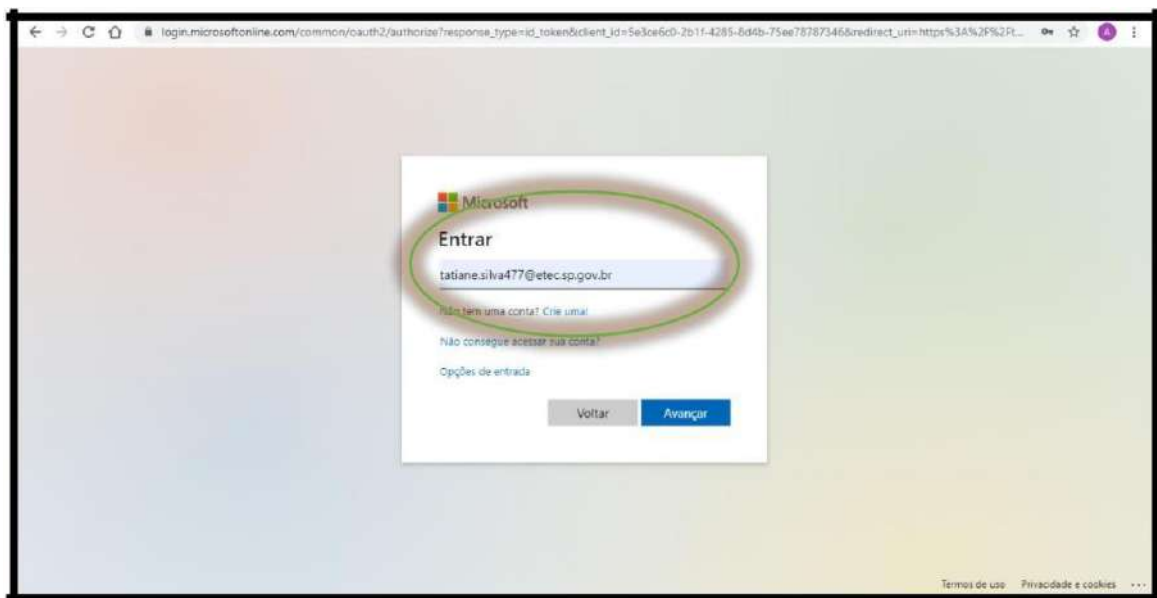 login.microsoftonline.com/common/oauth2/authorize?response_type=id_token&client_id=5e3ce6c0-2b1f-4285-8d4b-75ee78787346&redirect_uri=https%3A%2F%2Ft... A
Microsoft
Entrar
tatiane.silva477@etec.sp.gov.br
Não tem uma conta? Crie uma!
Não consegue acessar sua conta?
Opções de entrada
Voltar Avançar
Termos de uso Privacidade e cookies ...